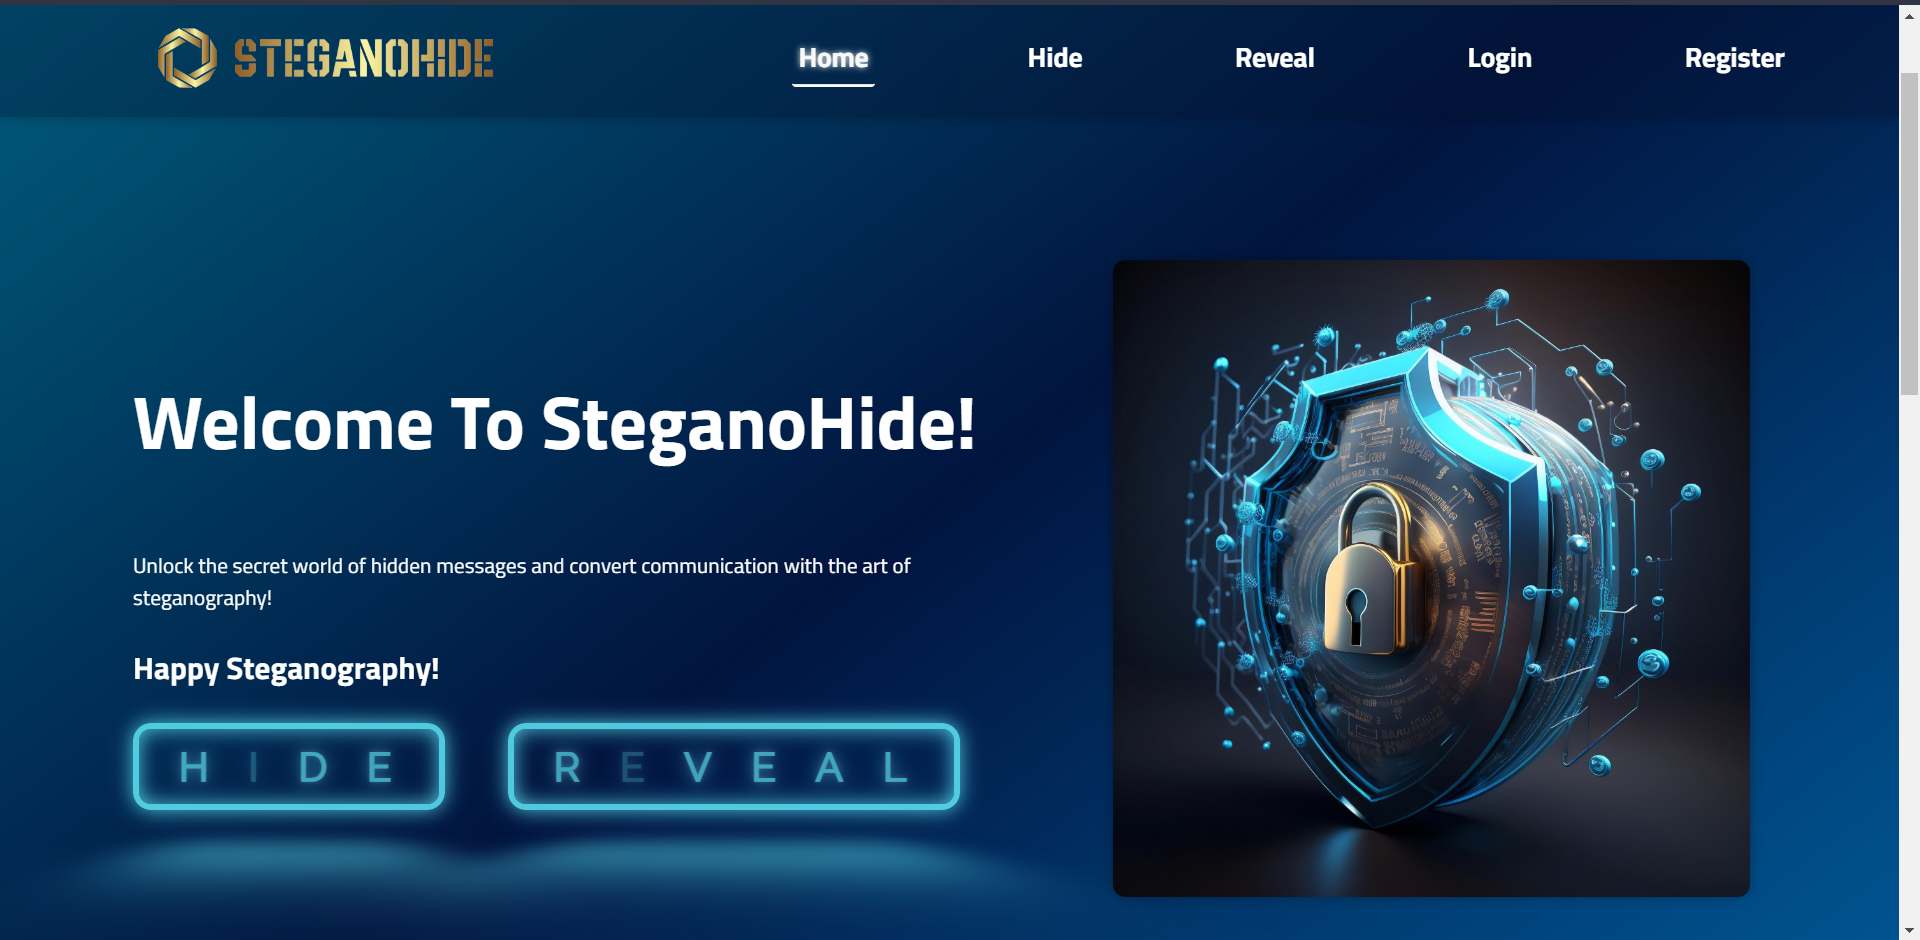 STEGANOHIDE
Home Hide Reveal Login Register
Welcome To SteganoHide!
Unlock the secret world of hidden messages and convert communication with the art of
steganography!
Happy Steganography!
HIDE REVEAL